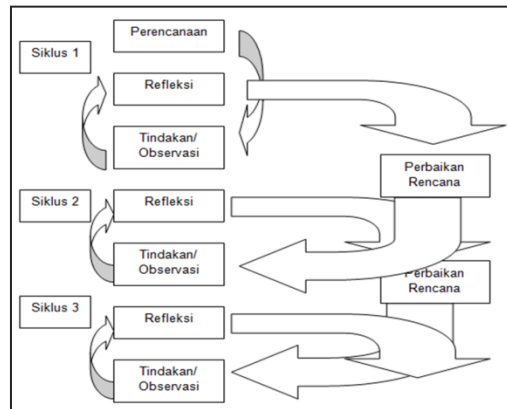 Perencanaan
Siklus 1
Refleksi
Tindakan/
Observasi
Perbaikan
Rencana
Siklus 2
Refleksi
Tindakan/
Observasi
Perbaikan
Rencana
Siklus 3
Refleksi
Tindakan/
Observasi